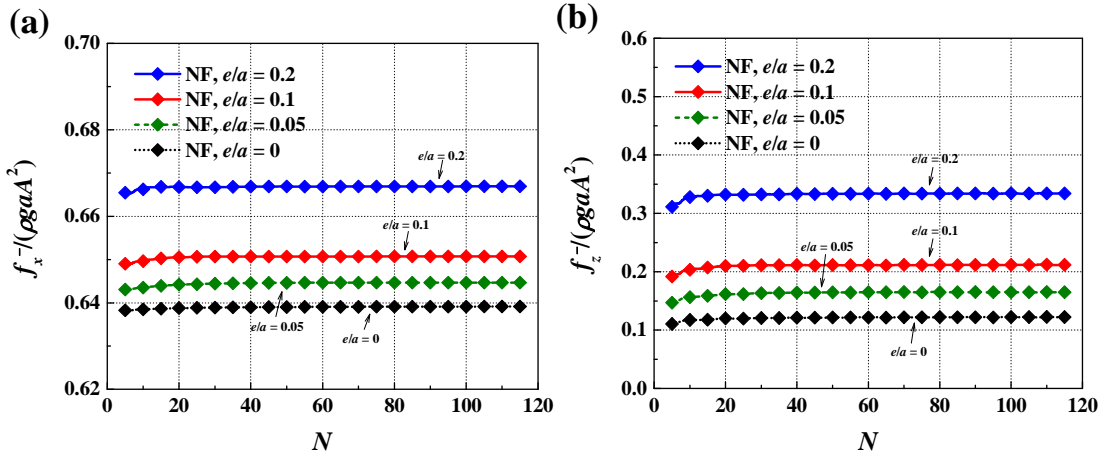 (a)
0.70
0.68
0.66
0.64
0.62
0
20
40
60
80
100
120
N
f_x^-/(ρgaA^2)
NF, e/a = 0.2
NF, e/a = 0.1
NF, e/a = 0.05
NF, e/a = 0
e/a = 0.2
e/a = 0.1
e/a = 0.05
e/a = 0
(b)
0.6
0.5
0.4
0.3
0.2
0.1
0.0
0
20
40
60
80
100
120
N
f_z^-/(ρgaA^2)
NF, e/a = 0.2
NF, e/a = 0.1
NF, e/a = 0.05
NF, e/a = 0
e/a = 0.2
e/a = 0.05
e/a = 0.1
e/a = 0